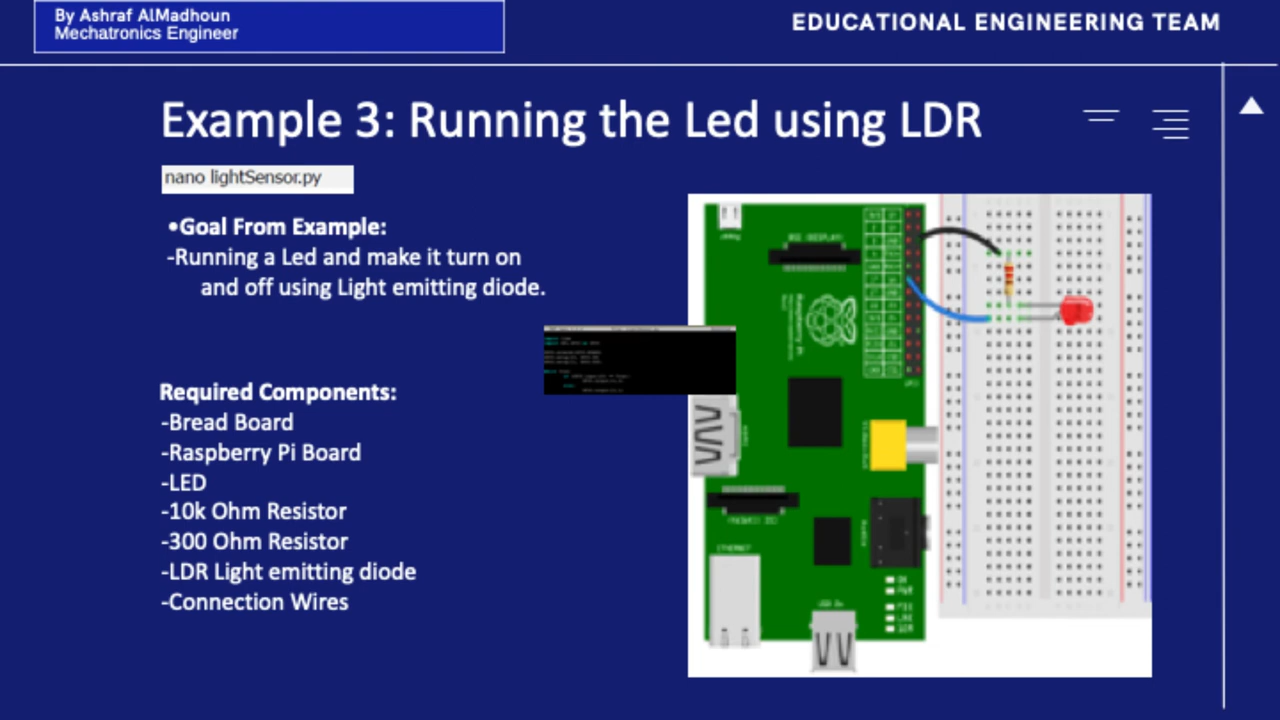 By Ashraf AlMadhoun
Mechatronics Engineer
EDUCATIONAL ENGINEERING TEAM
Example 3: Running the Led using LDR
nano lightSensor.py
•Goal From Example:
-Running a Led and make it turn on
and off using Light emitting diode.
Required Components:
-Bread Board
-Raspberry Pi Board
-LED
-10k Ohm Resistor
-300 Ohm Resistor
-LDR Light emitting diode
-Connection Wires
ETHERNET